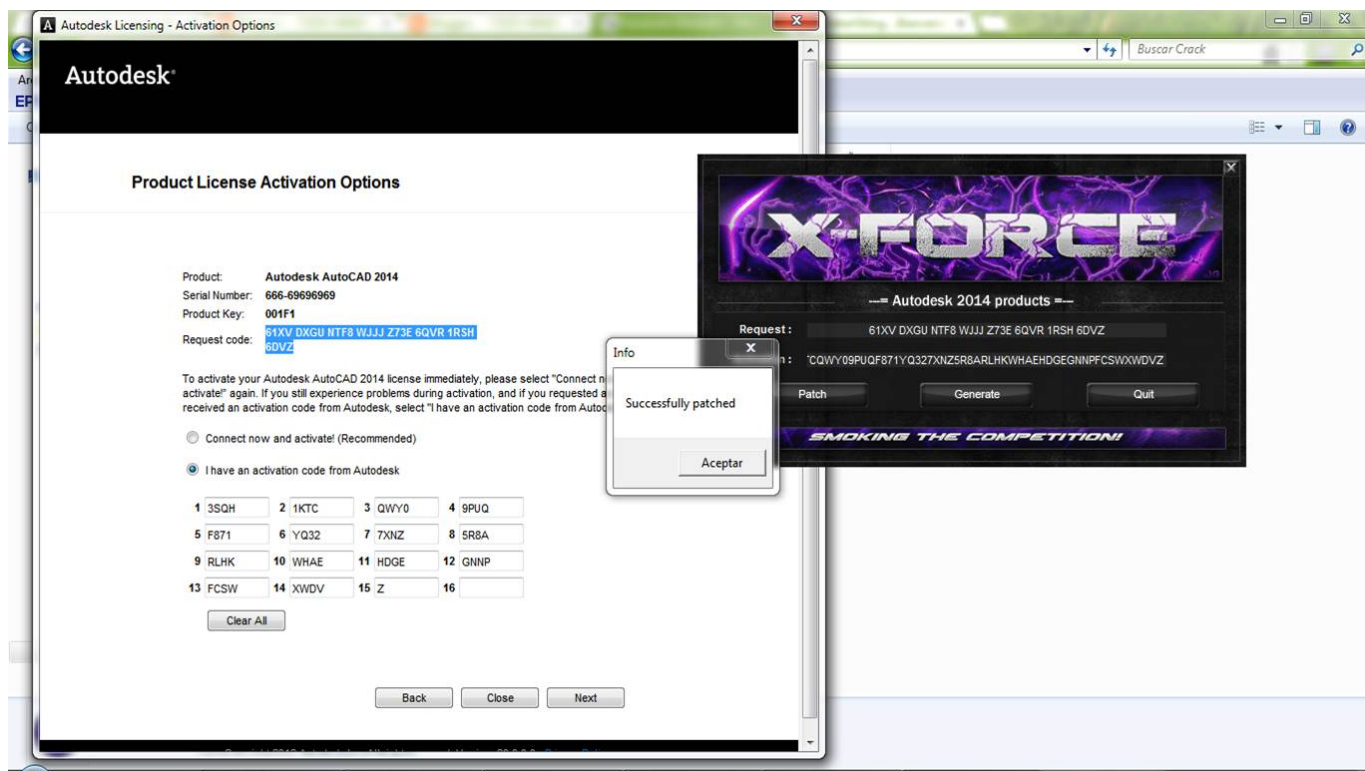 Autodesk Licensing - Activation Options
Buscar Crack
Autodesk
Product License Activation Options
Product: Autodesk AutoCAD 2014
Serial Number: 666-69696969
Product Key: 001F1
Request code: 61XV DXGU NTF8 WJJJ Z73E 6QVR 1RSH
6DVZ
To activate your Autodesk AutoCAD 2014 license immediately, please select "Connect
activate!" again. If you still experience problems during activation, and if you requested
received an activation code from Autodesk, select "I have an activation code from
Connect now and activate! (Recommended)
I have an activation code from Autodesk
1 3SQH 2 1KTC 3 QWY0 4 9PUQ
5 F871 6 YQ32 7 7XNZ 8 5R8A
9 RLHK 10 WHAE 11 HDGE 12 GNNP
13 FCSW 14 XWDV 15 Z 16
Clear All
Back Close Next
X-FORCE
---= Autodesk 2014 products =---
Request : 61XV DXGU NTF8 WJJJ Z73E 6QVR 1RSH 6DVZ
CQWY09PUQF871YQ327XNZ5R8ARLHKWHAEHDGEGNNPFCSWXWDVZ
Patch Generate Quit
SMOKING THE COMPETITION!
Info
Successfully patched
Aceptar